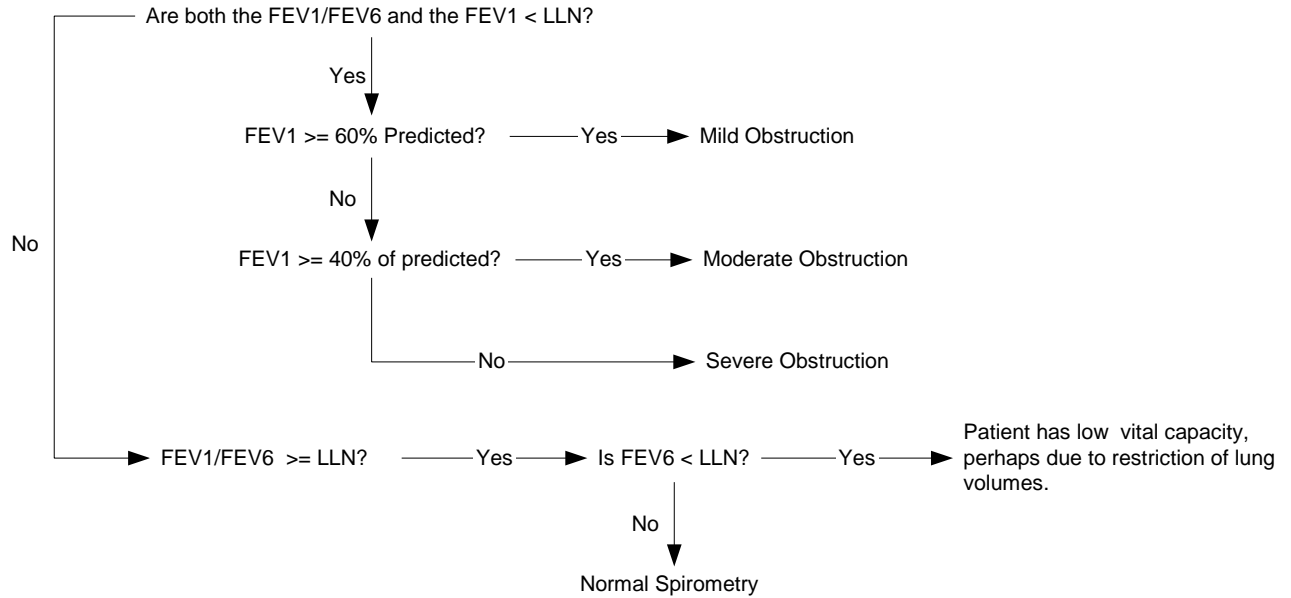 Are both the FEV1/FEV6 and the FEV1 < LLN?
Yes
FEV1 >= 60% Predicted?
Yes
Mild Obstruction
No
No
FEV1 >= 40% of predicted?
Yes
Moderate Obstruction
No
Severe Obstruction
FEV1/FEV6 >= LLN?
Yes
Is FEV6 < LLN?
Yes
Patient has low vital capacity,
perhaps due to restriction of lung
volumes.
No
Normal Spirometry